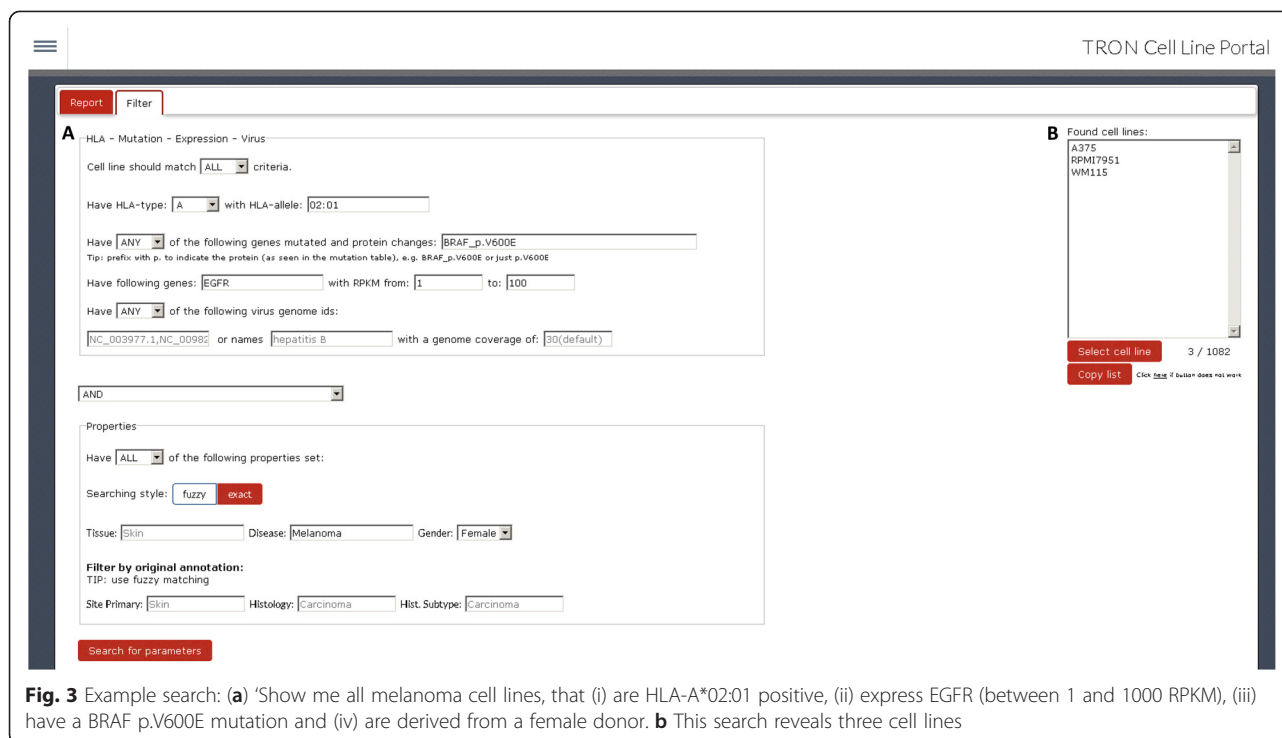 TRON Cell Line Portal
Report Filter
A
HLA - Mutation - Expression - Virus
Cell line should match ALL criteria.
Have HLA-type: A with HLA-allele: 02:01
Have ANY of the following genes mutated and protein changes: BRAF_p.V600E
Tip: prefix with p. to indicate the protein (as seen in the mutation table), e.g. BRAF_p.V600E or just p.V600E
Have following genes: EGFR with RPKM from: 1 to: 100
Have ANY of the following virus genome ids:
NC_003977.1,NC_00982 or names hepatitis B with a genome coverage of: 30(default)
AND
Properties
Have ALL of the following properties set:
Searching style: fuzzy exact
Tissue: Skin Disease: Melanoma Gender: Female
Filter by original annotation:
TIP: use fuzzy matching
Site Primary: Skin Histology: Carcinoma Hist. Subtype: Carcinoma
Search for parameters
B Found cell lines:
A375
RPMI7951
WM115
Select cell line 3 / 1082
Copy list Click here if button does not work
Fig. 3 Example search: (a) ‘Show me all melanoma cell lines, that (i) are HLA-A*02:01 positive, (ii) express EGFR (between 1 and 1000 RPKM), (iii)
have a BRAF p.V600E mutation and (iv) are derived from a female donor. b This search reveals three cell lines